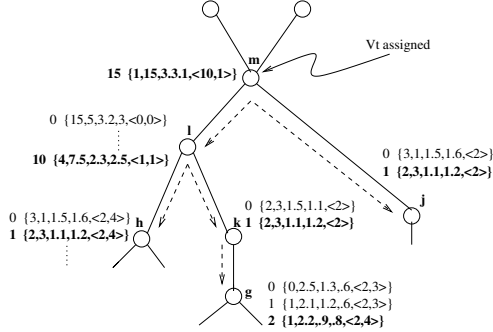 m
Vt assigned
15 {1,15,3.3.1,<10,1>}
0 {15,5,3.2,3,<0,0>}
l
10 {4,7.5,2.3,2.5,<1,1>}
0 {3,1,1.5,1.6,<2>}
1 {2,3,1.1,1.2,<2>}
j
0 {3,1,1.5,1.6,<2,4>}
h
1 {2,3,1.1,1.2,<2,4>}
0 {2,3,1.5,1.1,<2>}
k
1 {2,3,1.1,1.2,<2>}
g
0 {0,2.5,1.3,.6,<2,3>}
1 {1,2.1,1.2,.6,<2,3>}
2 {1,2.2,.9,.8,<2,4>}